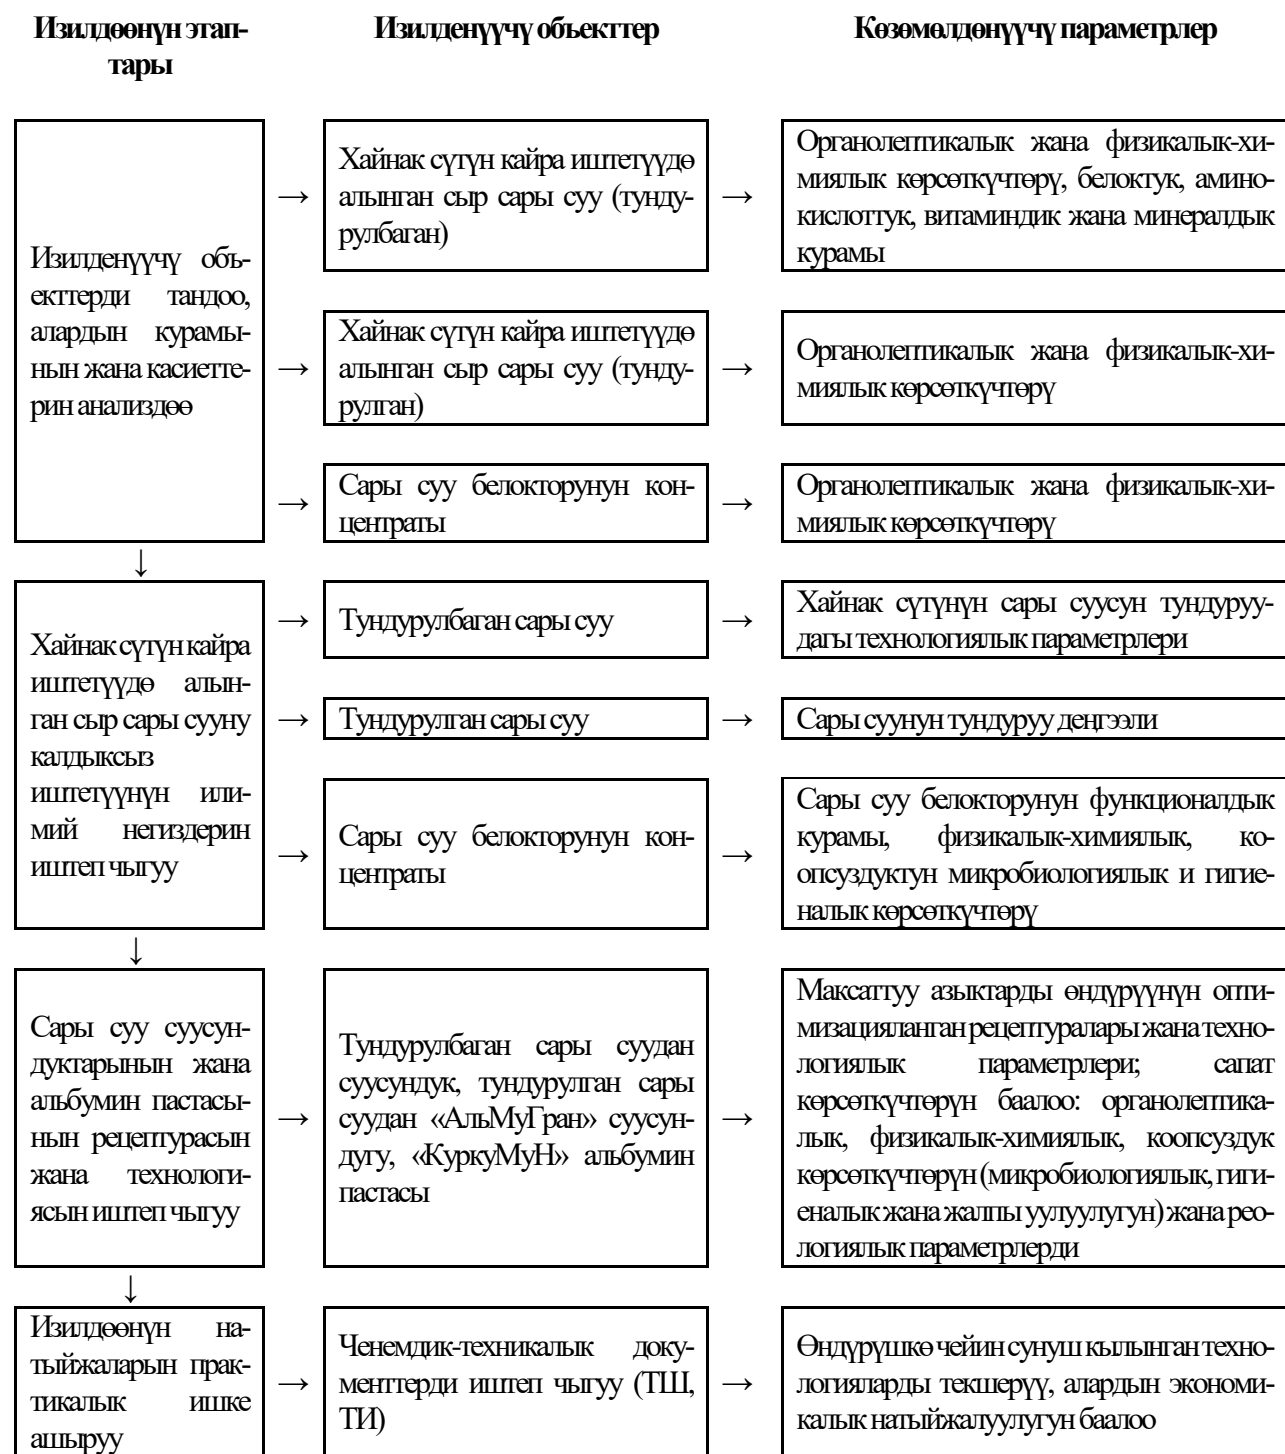 Изилдөөнүн этап-
тары
Изилденүүчү объекттер
Көзөмөлдөнүүчү параметрлер
Изилденүүчү объ-
екттерди тандоо,
алардын курамы-
нын жана касиетте-
рин анализдөө
→
Хайнак сүтүн кайра иштетүүдө
алынган сыр сары суу (тунду-
рулбаган)
→
Органолептикалык жана физикалык-хи-
миялык көрсөткүчтөрү, белоктук, амино-
кислоттук, витаминдик жана минералдык
курамы
→
Хайнак сүтүн кайра иштетүүдө
алынган сыр сары суу (тунду-
рулган)
→
Органолептикалык жана физикалык-хи-
миялык көрсөткүчтөрү
→
Сары суу белокторунун кон-
центраты
→
Органолептикалык жана физикалык-хи-
миялык көрсөткүчтөрү
↓
Хайнак сүтүн кайра
иштетүүдө алын-
ган сыр сары сууну
калдыксыз
иштетүүнүн или-
мий негиздерин
иштеп чыгуу
→
Тундурулбаган сары суу
→
Хайнак сүтүнүн сары суусун тундуруу-
дагы технологиялык параметрлери
→
Тундурулган сары суу
→
Сары суунун тундуруу деңгээли
→
Сары суу белокторунун кон-
центраты
→
Сары суу белокторунун функционалдык
курамы, физикалык-химиялык, ко-
опсуздуктун микробиологиялык и гигие-
налык көрсөткүчтөрү
↓
Сары суу суусун-
дуктарынын жана
альбумин пастасы-
нын рецептурасын
жана технологи-
ясын иштеп чыгуу
→
Тундурулбаган сары суудан
суусундук, тундурулган сары
суудан «АльМуГран» суусун-
дугу, «КуркуМуН» альбумин
пастасы
→
Максаттуу азыктарды өндүрүүнүн опти-
мизацияланган рецептуралары жана техно-
логиялык параметрлери; сапат
көрсөткүчтөрүн баалоо: органолептика-
лык, физикалык-химиялык, коопсуздук
көрсөткүчтөрүн (микробиологиялык, гиги-
еналык жана жалпы уулуулугун) жана рео-
логиялык параметрлерди
↓
Изилдөөнүн на-
тыйжаларын прак-
тикалык ишке
ашыруу
→
Ченемдик-техникалык доку-
менттерди иштеп чыгуу (ТШ,
ТИ)
→
Өндүрүшкө чейин сунуш кылынган техно-
логияларды текшерүү, алардын экономи-
калык натыйжалуулугун баалоо